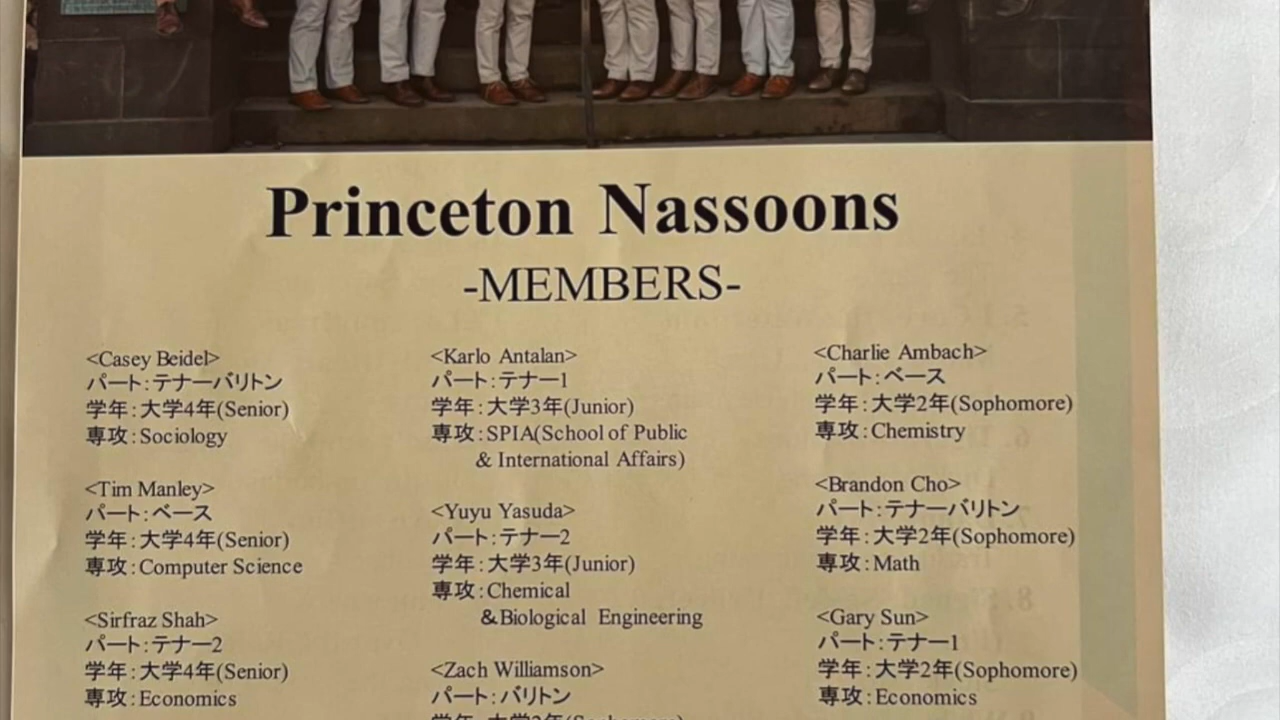 Princeton Nassoons
-MEMBERS-
<Casey Beidel>
パート:テナーバリトン
学年:大学4年(Senior)
専攻:Sociology
<Tim Manley>
パート:ベース
学年:大学4年(Senior)
専攻:Computer Science
<Sirfraz Shah>
パート:テナー2
学年:大学4年(Senior)
専攻:Economics
<Karlo Antalan>
パート:テナー1
学年:大学3年(Junior)
専攻:SPIA(School of Public
& International Affairs)
<Yuyu Yasuda>
パート:テナー2
学年:大学3年(Junior)
専攻:Chemical
&Biological Engineering
<Zach Williamson>
パート:バリトン
<Charlie Ambach>
パート:ベース
学年:大学2年(Sophomore)
専攻:Chemistry
<Brandon Cho>
パート:テナーバリトン
学年:大学2年(Sophomore)
専攻:Math
<Gary Sun>
パート:テナー1
学年:大学2年(Sophomore)
専攻:Economics